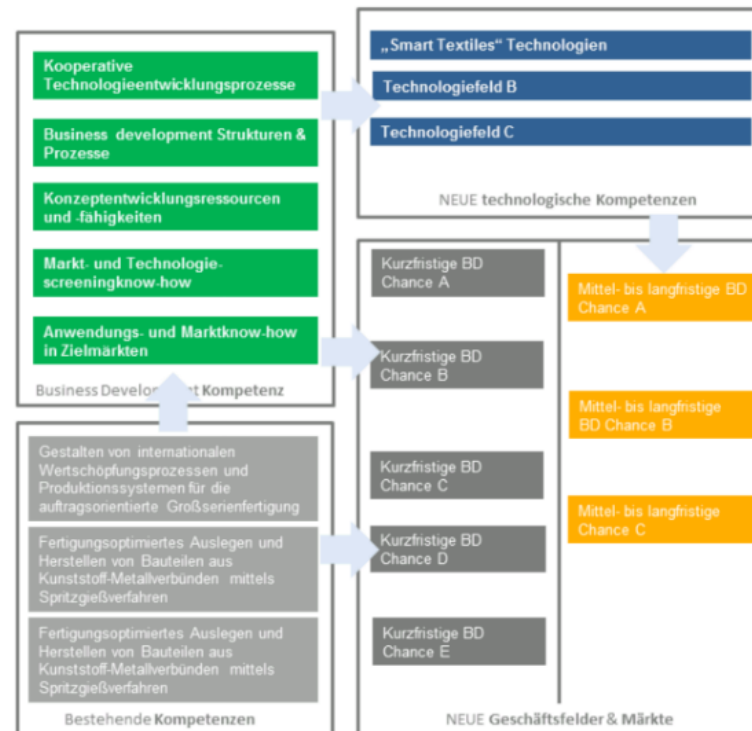 Kooperative
Technologieentwicklungsprozesse
Business development Strukturen &
Prozesse
Konzeptentwicklungsressourcen
und -fähigkeiten
Markt- und Technologie-
screeningknow-how
Anwendungs- und Marktknow-how
in Zielmärkten
Business Development Kompetenz
Gestalten von internationalen
Wertschöpfungsprozessen und
Produktionssystemen für die
auftragsorientierte Großserienfertigung
Fertigungsoptimiertes Auslegen und
Herstellen von Bauteilen aus
Kunststoff-Metallverbünden mittels
Spritzgießverfahren
Fertigungsoptimiertes Auslegen und
Herstellen von Bauteilen aus
Kunststoff-Metallverbünden mittels
Spritzgießverfahren
Bestehende Kompetenzen
„Smart Textiles“ Technologien
Technologiefeld B
Technologiefeld C
NEUE technologische Kompetenzen
Kurzfristige BD
Chance A
Kurzfristige BD
Chance B
Kurzfristige BD
Chance C
Kurzfristige BD
Chance D
Kurzfristige BD
Chance E
Mittel- bis langfristige BD
Chance A
Mittel- bis langfristige
BD Chance B
Mittel- bis langfristige
Chance C
NEUE Geschäftsfelder & Märkte